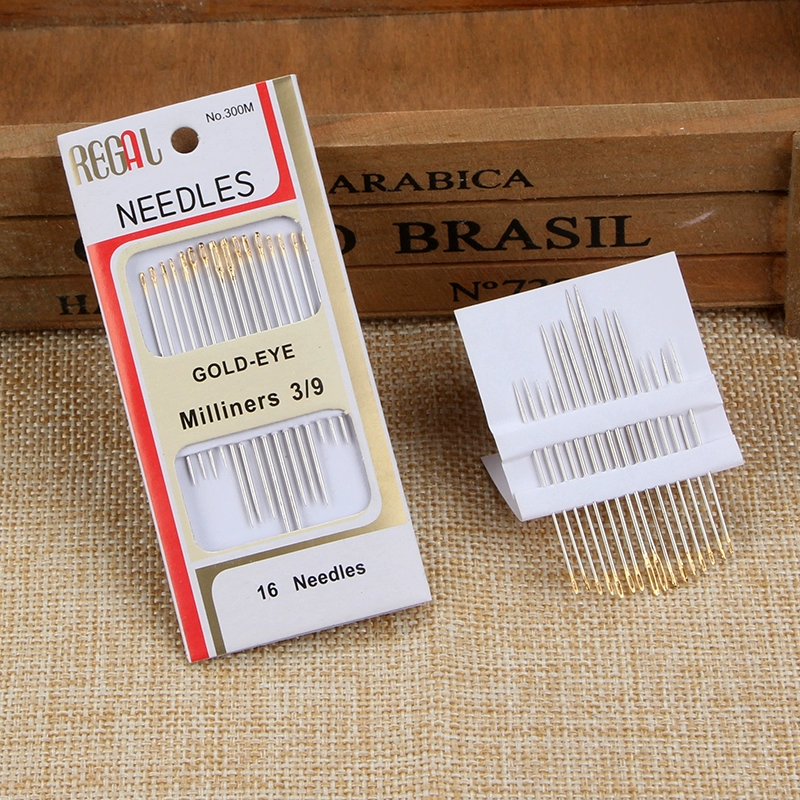 REGAL
No.300M
NEEDLES
GOLD-EYE
Milliners 3/9
16 Needles
ARABICA
BRASIL